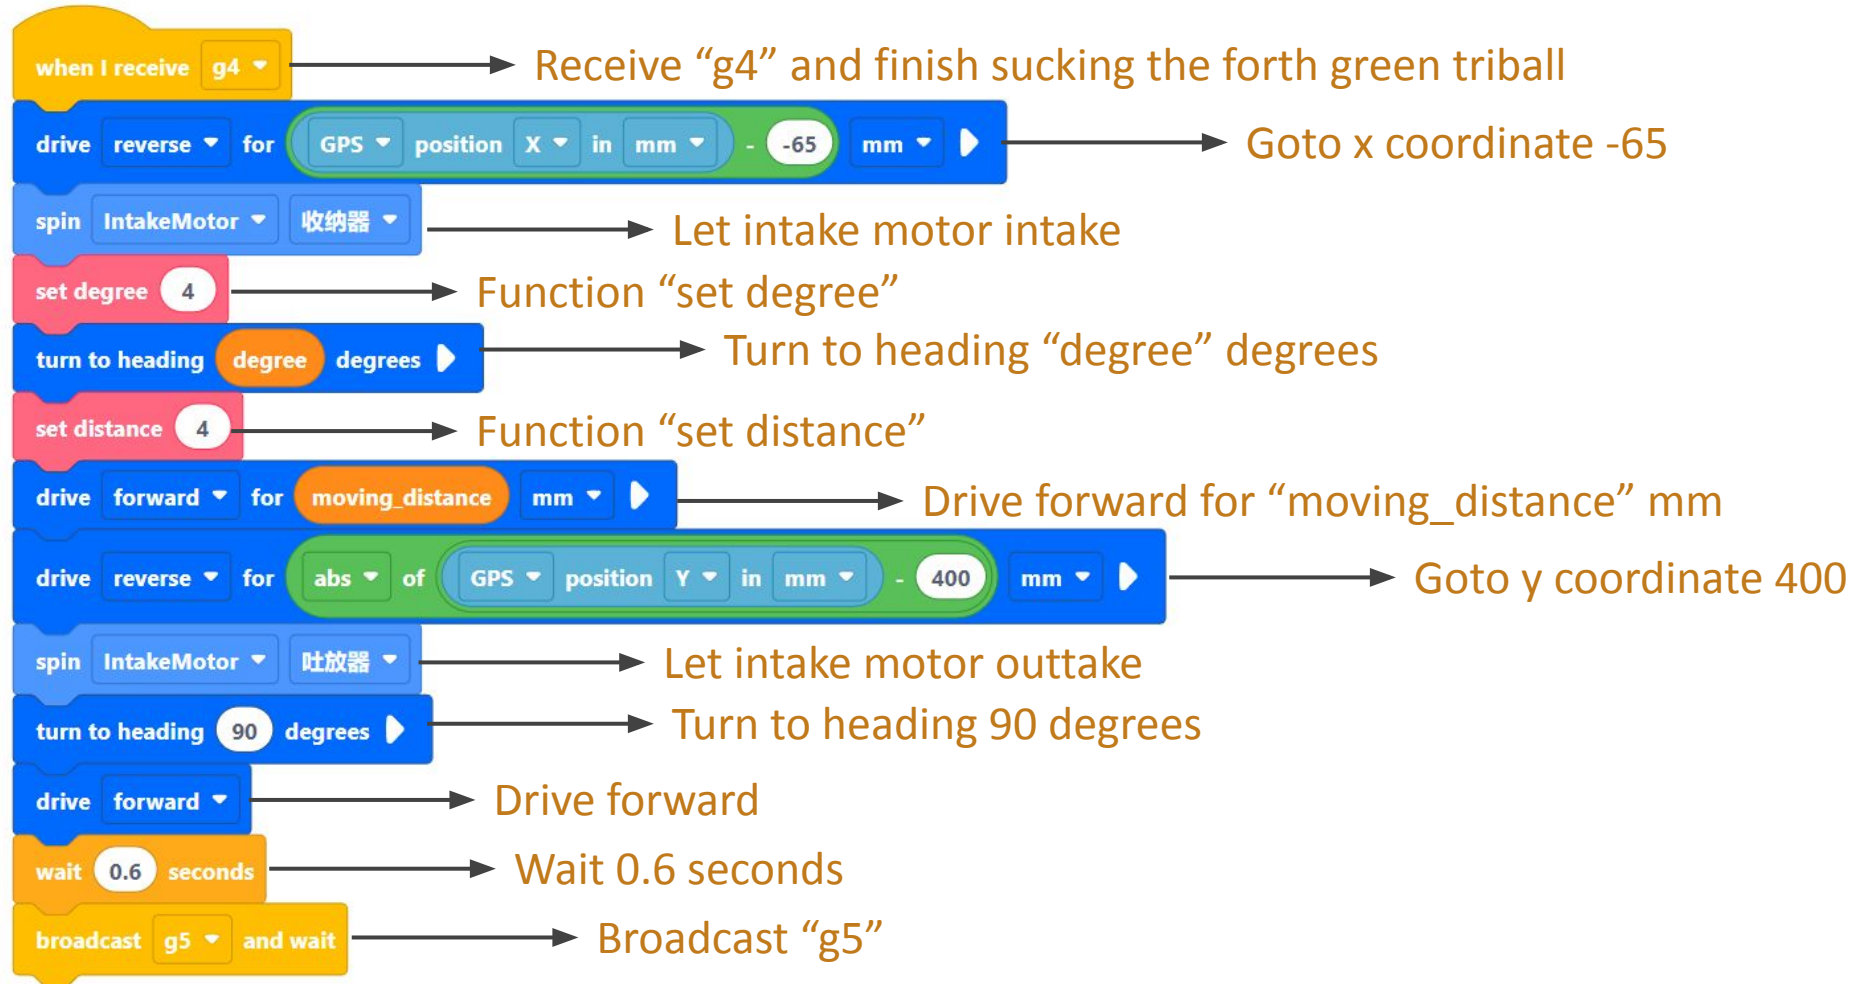 when I receive g4
Receive “g4” and finish sucking the forth green triball
drive reverse for GPS position X in mm - -65 mm
Goto x coordinate -65
spin IntakeMotor 收纳器
Let intake motor intake
set degree 4
Function “set degree”
turn to heading degree degrees
Turn to heading “degree” degrees
set distance 4
Function “set distance”
drive forward for moving_distance mm
Drive forward for “moving_distance” mm
drive reverse for abs of GPS position Y in mm - 400 mm
Goto y coordinate 400
spin IntakeMotor 吐放器
Let intake motor outtake
turn to heading 90 degrees
Turn to heading 90 degrees
drive forward
Drive forward
wait 0.6 seconds
Wait 0.6 seconds
broadcast g5 and wait
Broadcast “g5”